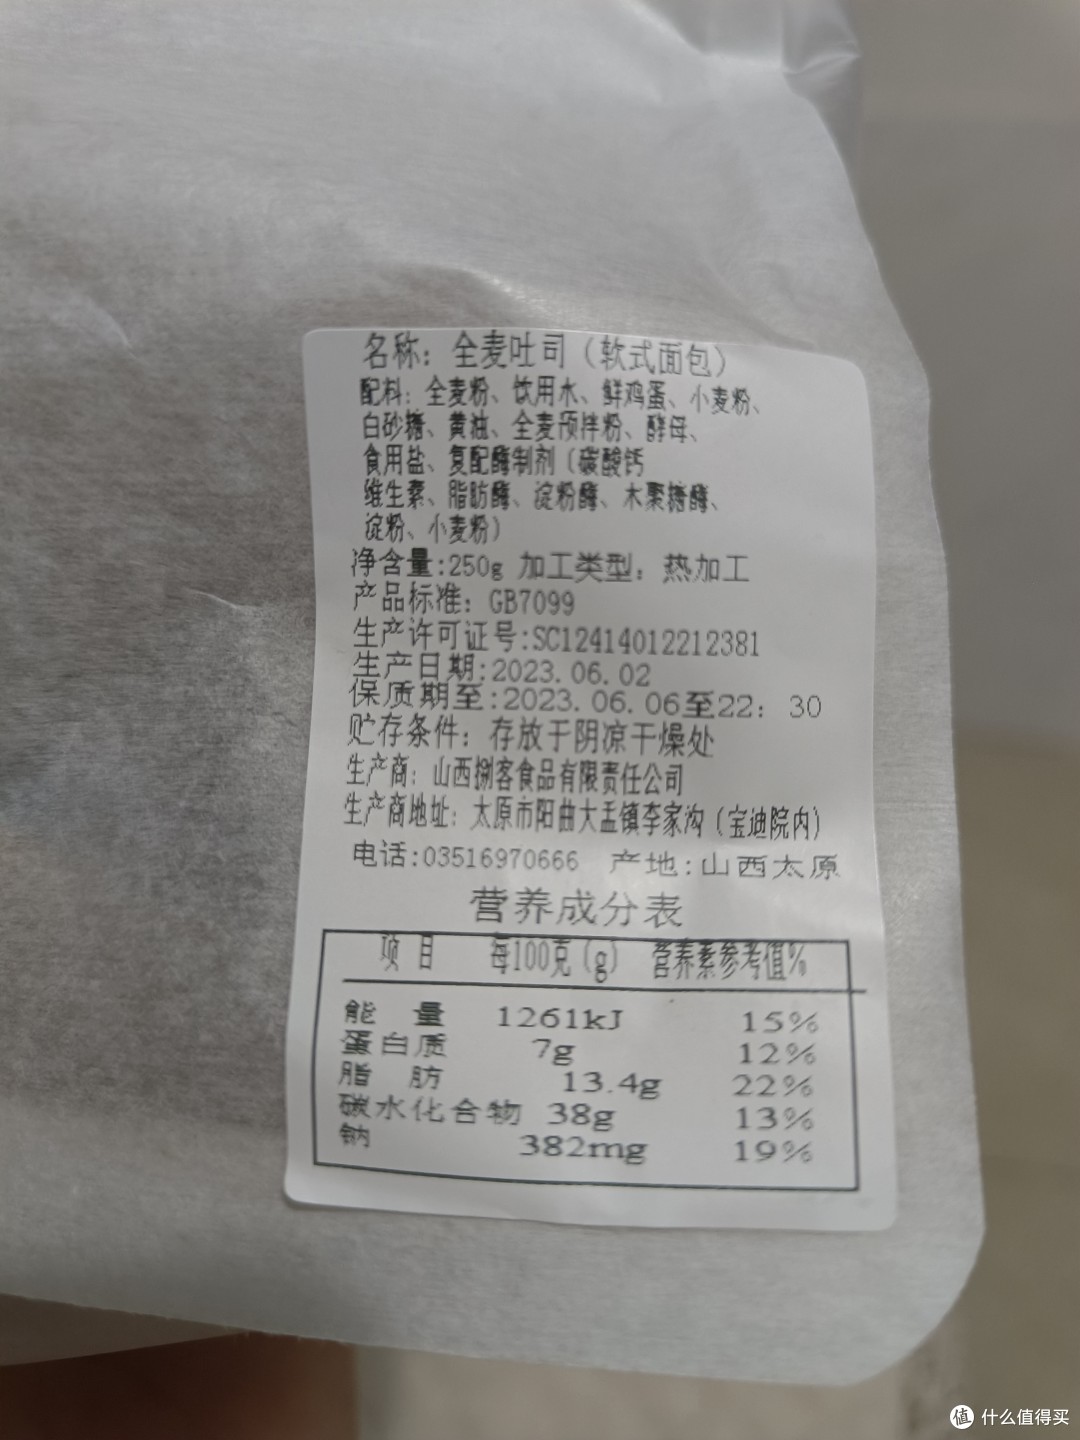 名称：全麦吐司（软式面包）
配料：全麦粉、饮用水、鲜鸡蛋、小麦粉、
白砂糖、黄油、全麦预拌粉、酵母、
食用盐、复配酶制剂（碳酸钙
维生素、脂肪酶、淀粉酶、木聚糖酶、
淀粉、小麦粉）
净含量:250g 加工类型：热加工
产品标准：GB7099
生产许可证号:SC12414012212381
生产日期:2023.06.02
保质期至:2023.06.06至22：30
贮存条件：存放于阴凉干燥处
生产商：山西捌客食品有限责任公司
生产商地址：太原市阳曲大盂镇李家沟（宝迪院内）
电话:03516970666 产地:山西太原
营养成分表
项目 每100克(g) 营养素参考值%
能量 1261kJ 15%
蛋白质 7g 12%
脂肪 13.4g 22%
碳水化合物 38g 13%
钠 382mg 19%
值 什么值得买